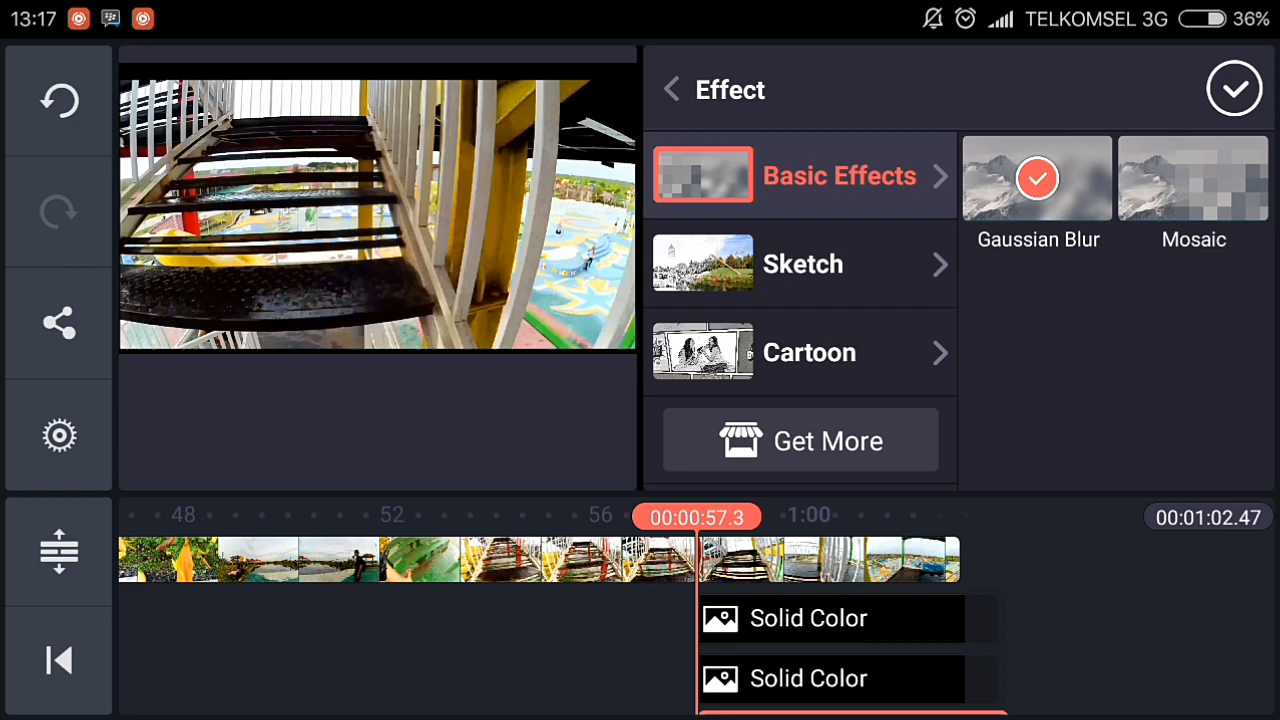 13:17
TELKOMSEL 3G 36%
Effect
Basic Effects
Sketch
Cartoon
Get More
Gaussian Blur
Mosaic
48 52 56 00:00:57.3 1:00 00:01:02.47
Solid Color
Solid Color